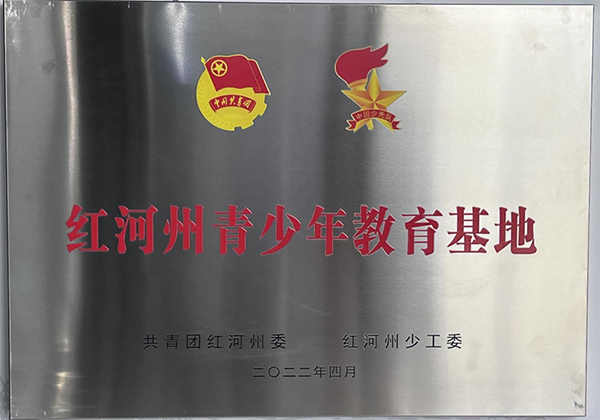 中国共青团
中国少先队
红河州青少年教育基地
共青团红河州委 红河州少工委
二〇二二年四月